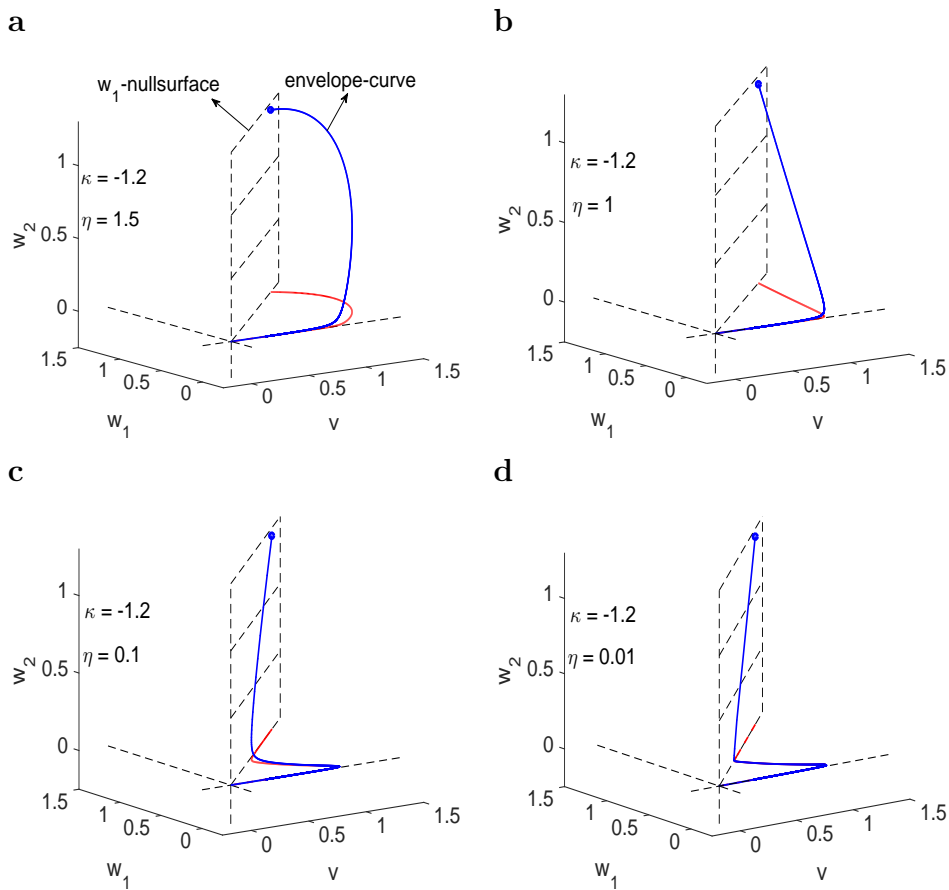 a
w1-nullsurface
envelope-curve
κ = -1.2
η = 1.5
w2
1
0.5
0
1.5
1
0.5
0
w1
0
0.5
1
1.5
v
b
κ = -1.2
η = 1
w2
1
0.5
0
1.5
1
0.5
0
w1
0
0.5
1
1.5
v
c
κ = -1.2
η = 0.1
w2
1
0.5
0
1.5
1
0.5
0
w1
0
0.5
1
1.5
v
d
κ = -1.2
η = 0.01
w2
1
0.5
0
1.5
1
0.5
0
w1
0
0.5
1
1.5
v